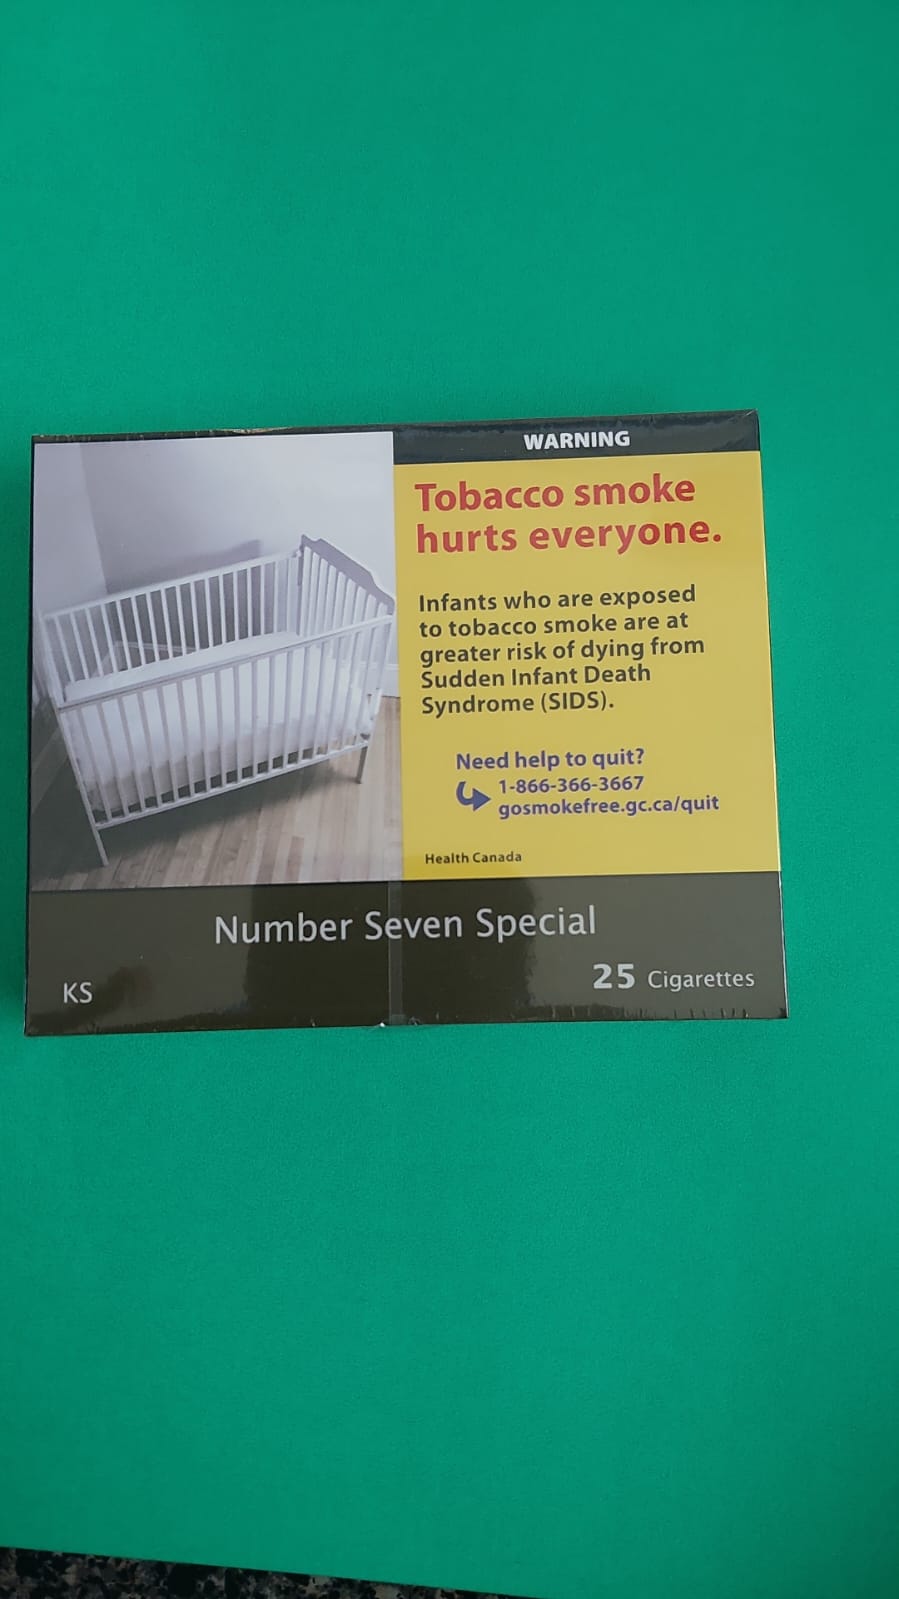 WARNING
Tobacco smoke
hurts everyone.
Infants who are exposed
to tobacco smoke are at
greater risk of dying from
Sudden Infant Death
Syndrome (SIDS).
Need help to quit?
1-866-366-3667
gosmokefree.gc.ca/quit
Health Canada
Number Seven Special
KS
25 Cigarettes